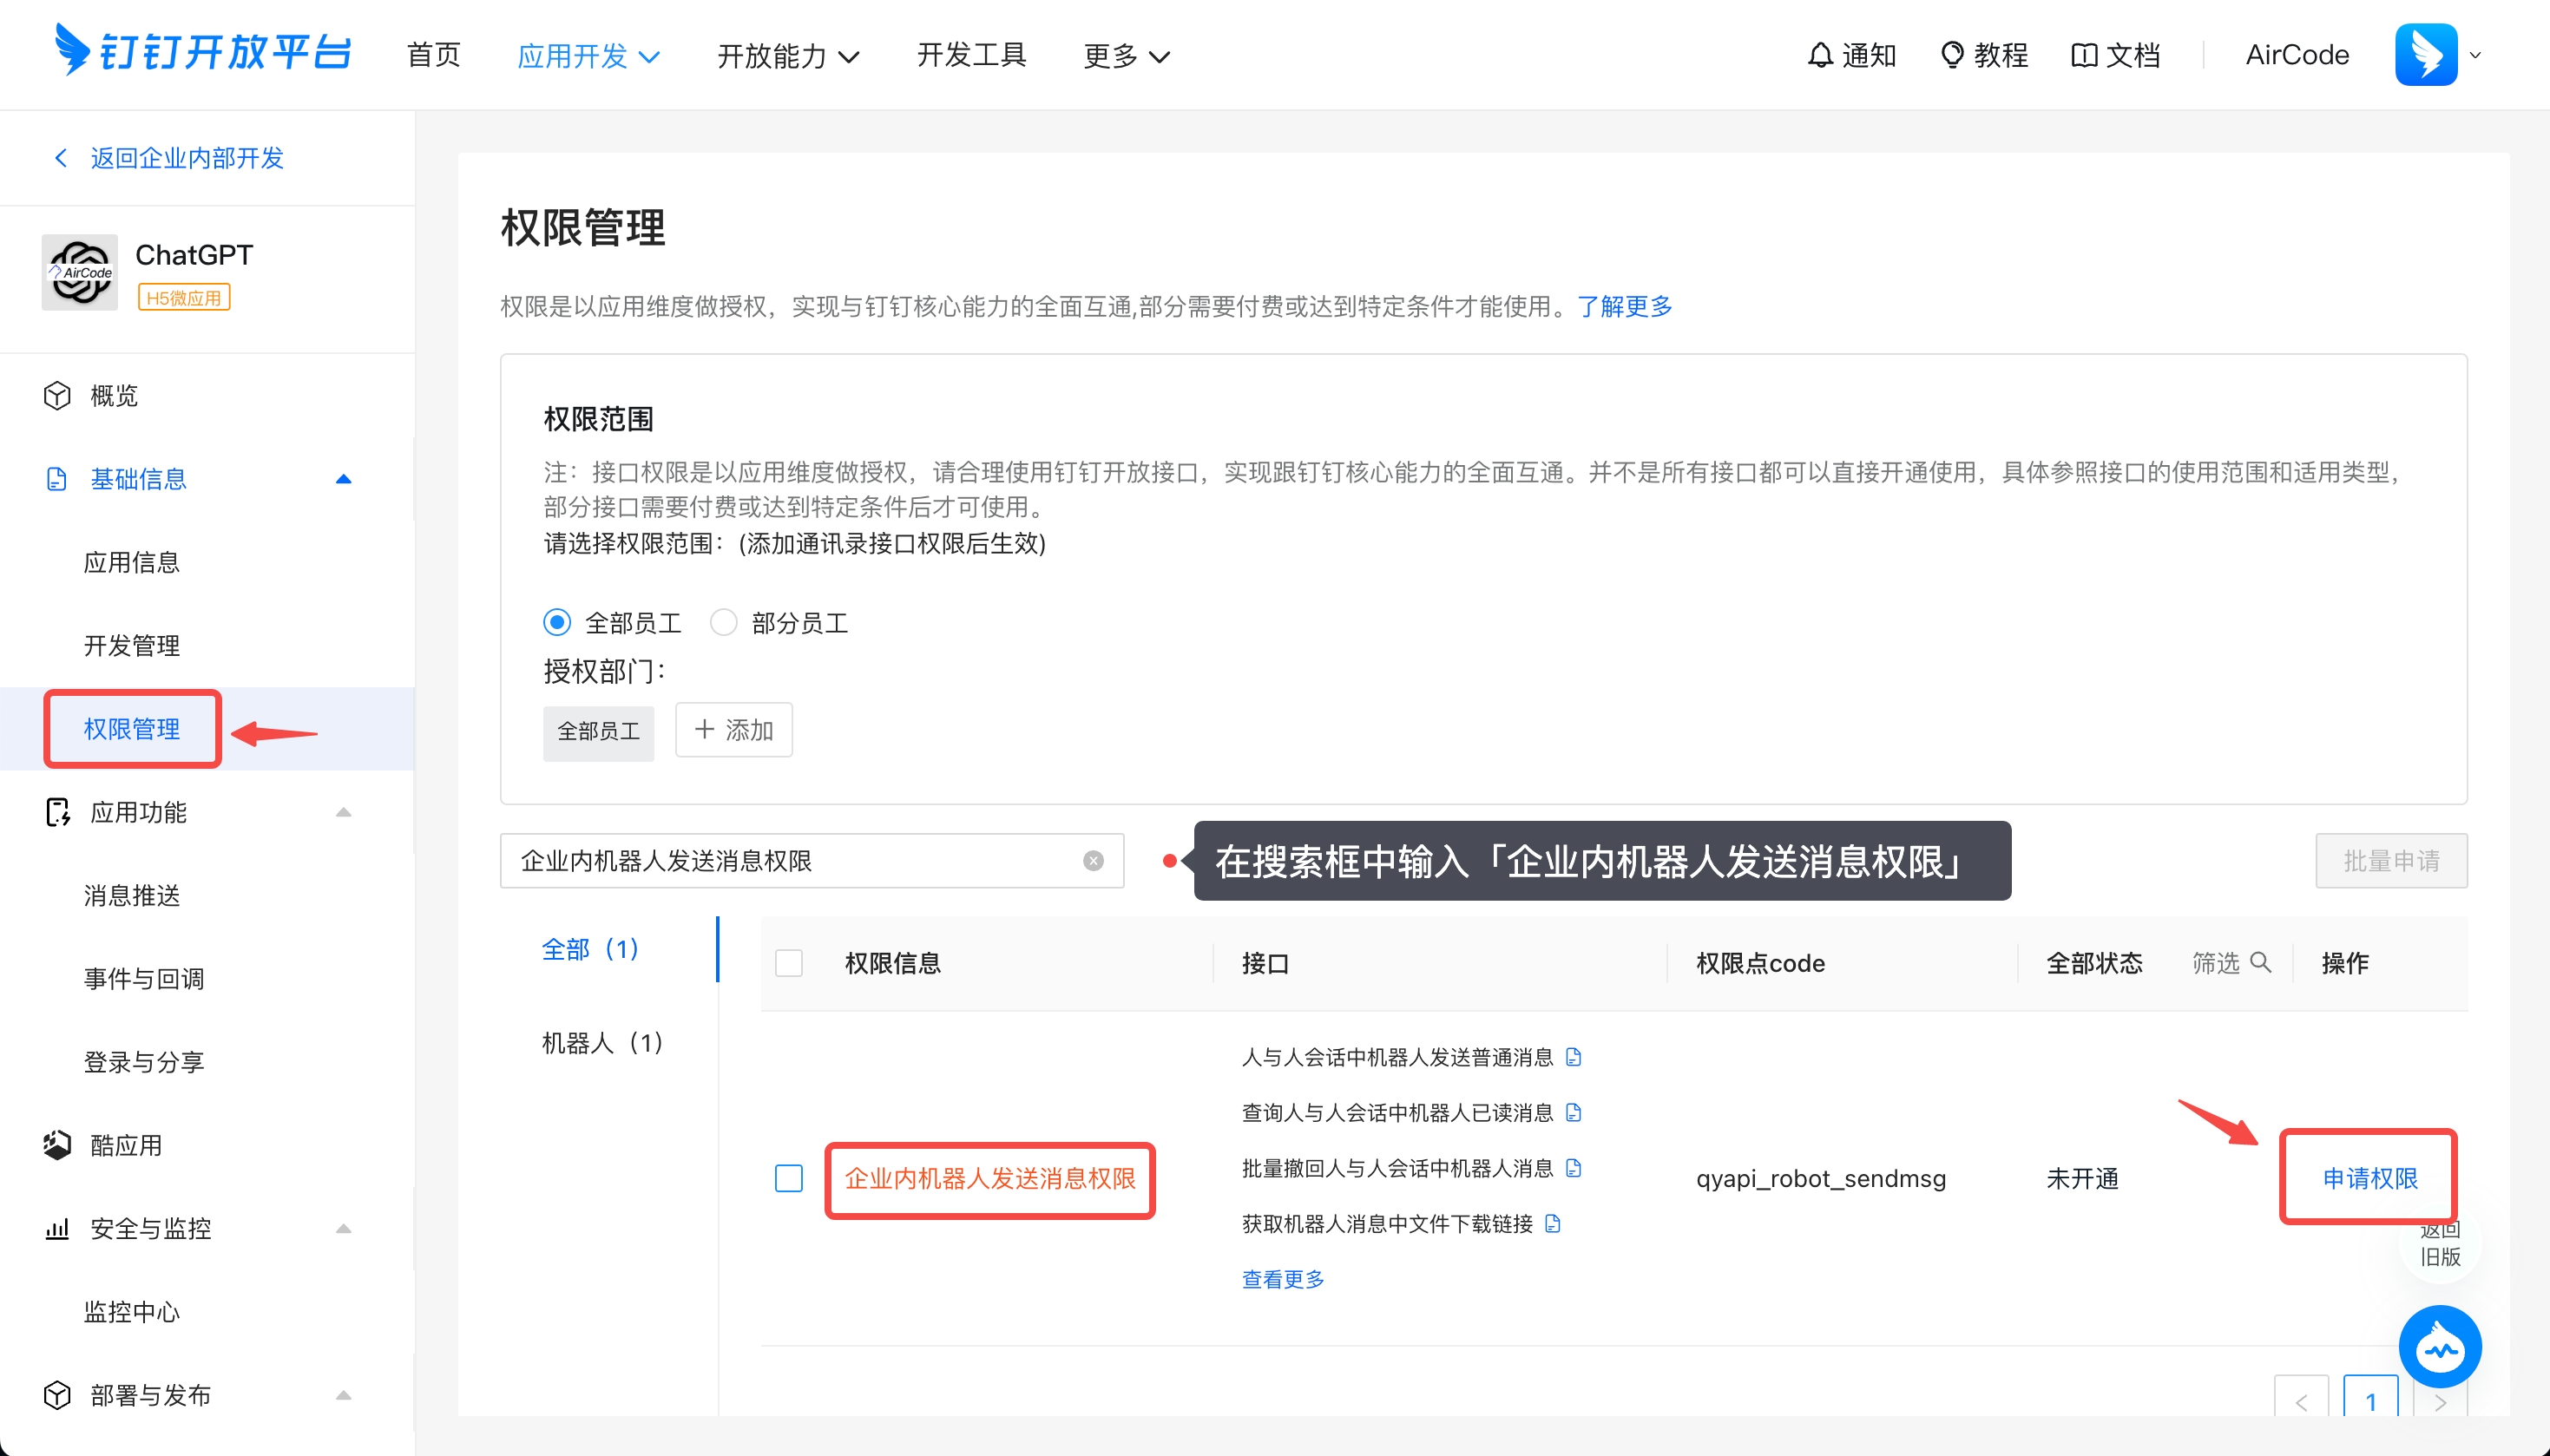 钉钉开放平台
首页
应用开发
开放能力
开发工具
更多
通知
教程
文档
AirCode
返回企业内部开发
AirCode
ChatGPT
H5微应用
概览
基础信息
应用信息
开发管理
权限管理
应用功能
消息推送
事件与回调
登录与分享
酷应用
安全与监控
监控中心
部署与发布
权限管理
权限是以应用维度做授权，实现与钉钉核心能力的全面互通,部分需要付费或达到特定条件才能使用。了解更多
权限范围
注：接口权限是以应用维度做授权，请合理使用钉钉开放接口，实现跟钉钉核心能力的全面互通。并不是所有接口都可以直接开通使用，具体参照接口的使用范围和适用类型，
部分接口需要付费或达到特定条件后才可使用。
请选择权限范围：(添加通讯录接口权限后生效)
全部员工
部分员工
授权部门：
全部员工
添加
企业内机器人发送消息权限
在搜索框中输入「企业内机器人发送消息权限」
批量申请
全部（1）
机器人（1）
权限信息
接口
权限点code
全部状态
筛选
操作
企业内机器人发送消息权限
人与人会话中机器人发送普通消息
查询人与人会话中机器人已读消息
批量撤回人与人会话中机器人消息
获取机器人消息中文件下载链接
查看更多
qyapi_robot_sendmsg
未开通
申请权限
返回
旧版
1